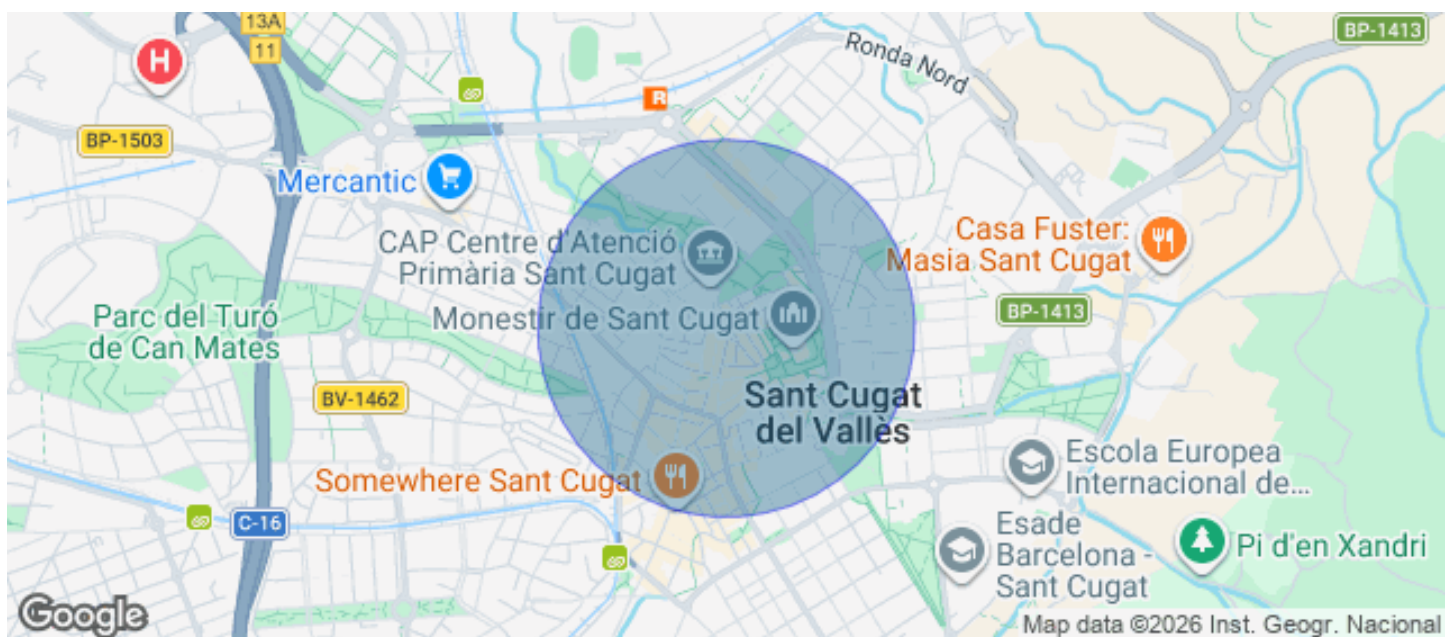 13A
11
BP-1413
Ronda Nord
H
R
BP-1503
Mercantic
CAP Centre d'Atenció
Primària Sant Cugat
Casa Fuster:
Masia Sant Cugat
Monestir de Sant Cugat
BP-1413
Parc del Turó
de Can Mates
BV-1462
Sant Cugat
del Vallès
Somewhere Sant Cugat
Escola Europea
Internacional de...
C-16
Esade
Barcelona -
Sant Cugat
Pi d'en Xandri
Google
Map data ©2026 Inst. Geogr. Nacional